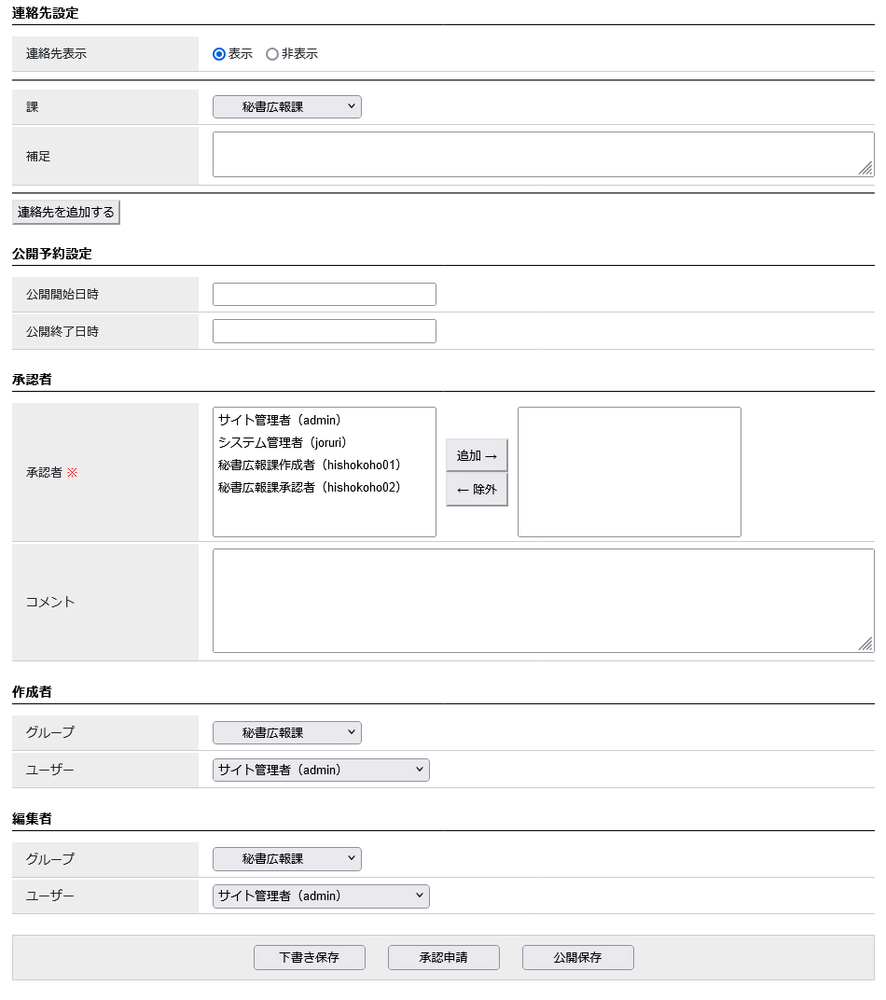 連絡先設定
連絡先表示 表示 非表示
課 秘書広報課
補足
連絡先を追加する
公開予約設定
公開開始日時
公開終了日時
承認者
サイト管理者（admin）
システム管理者（joruri）
秘書広報課作成者（hishokoho01）
秘書広報課承認者（hishokoho02）
承認者 ※
追加 →
← 除外
コメント
作成者
グループ 秘書広報課
ユーザー サイト管理者（admin）
編集者
グループ 秘書広報課
ユーザー サイト管理者（admin）
下書き保存 承認申請 公開保存